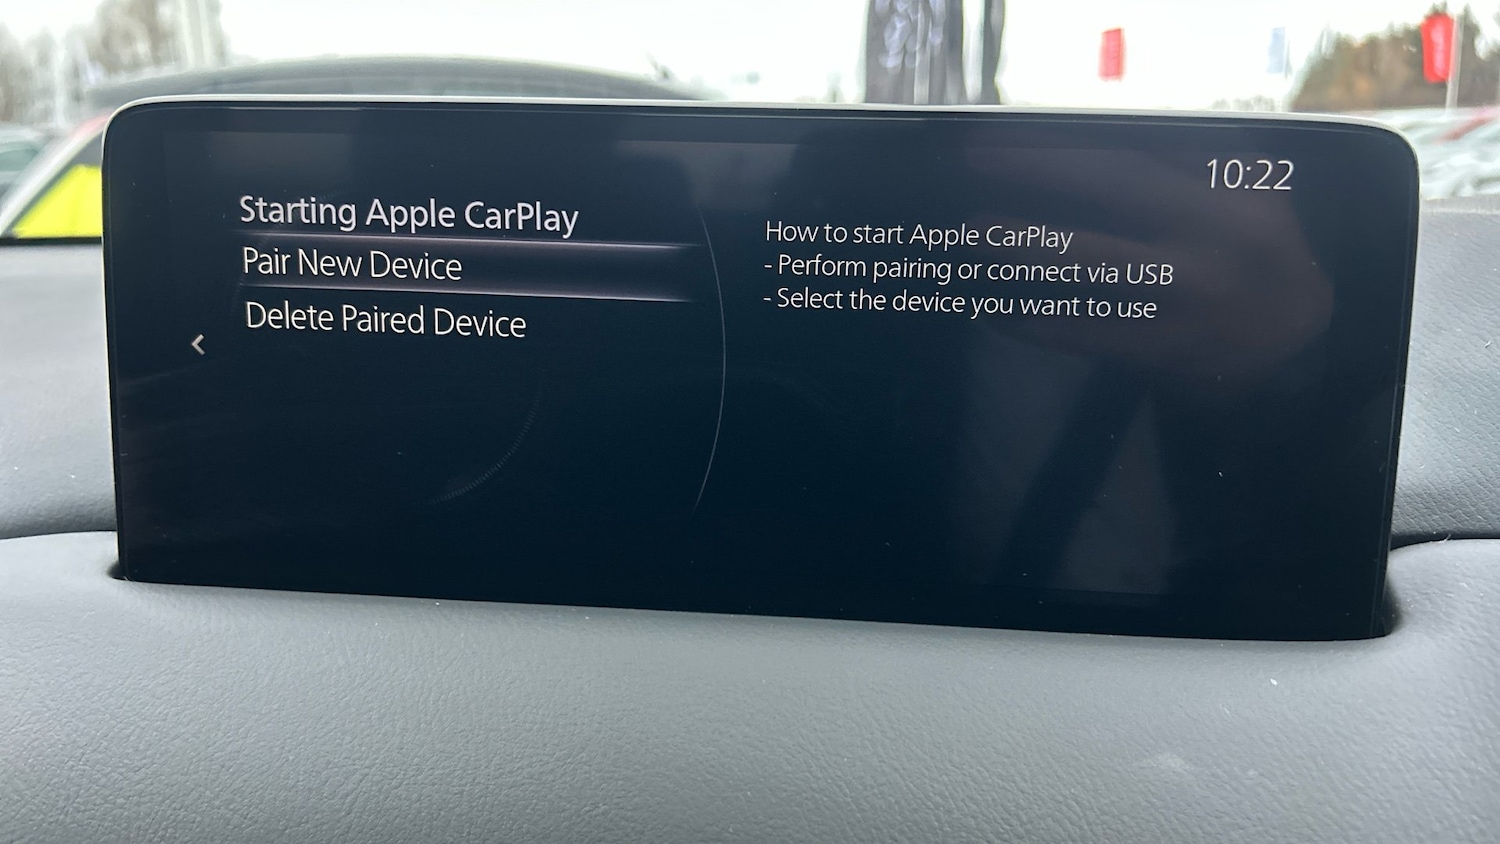 10:22
Starting Apple CarPlay
Pair New Device
Delete Paired Device
How to start Apple CarPlay
- Perform pairing or connect via USB
- Select the device you want to use